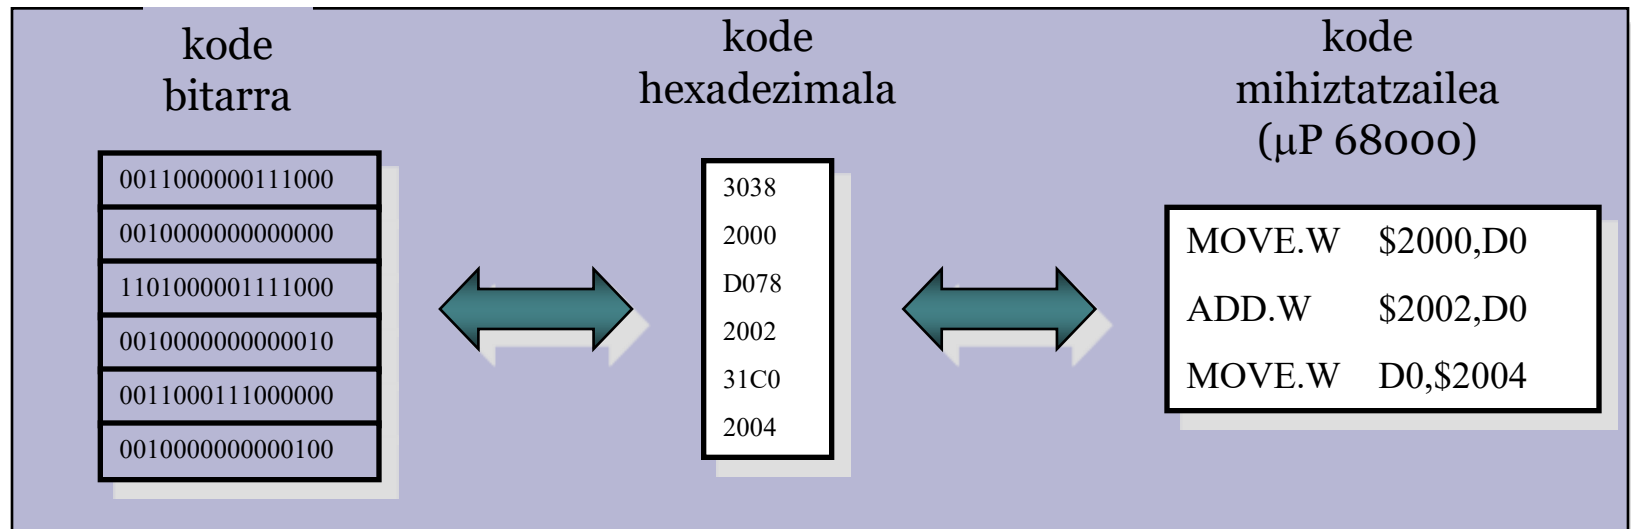 kode
bitarra
0011000000111000
0010000000000000
1101000001111000
0010000000000010
0011000111000000
0010000000000100
kode
hexadezimala
3038
2000
D078
2002
31C0
2004
kode
mihiztatzailea
(μP 68000)
MOVE.W $2000,D0
ADD.W $2002,D0
MOVE.W D0,$2004